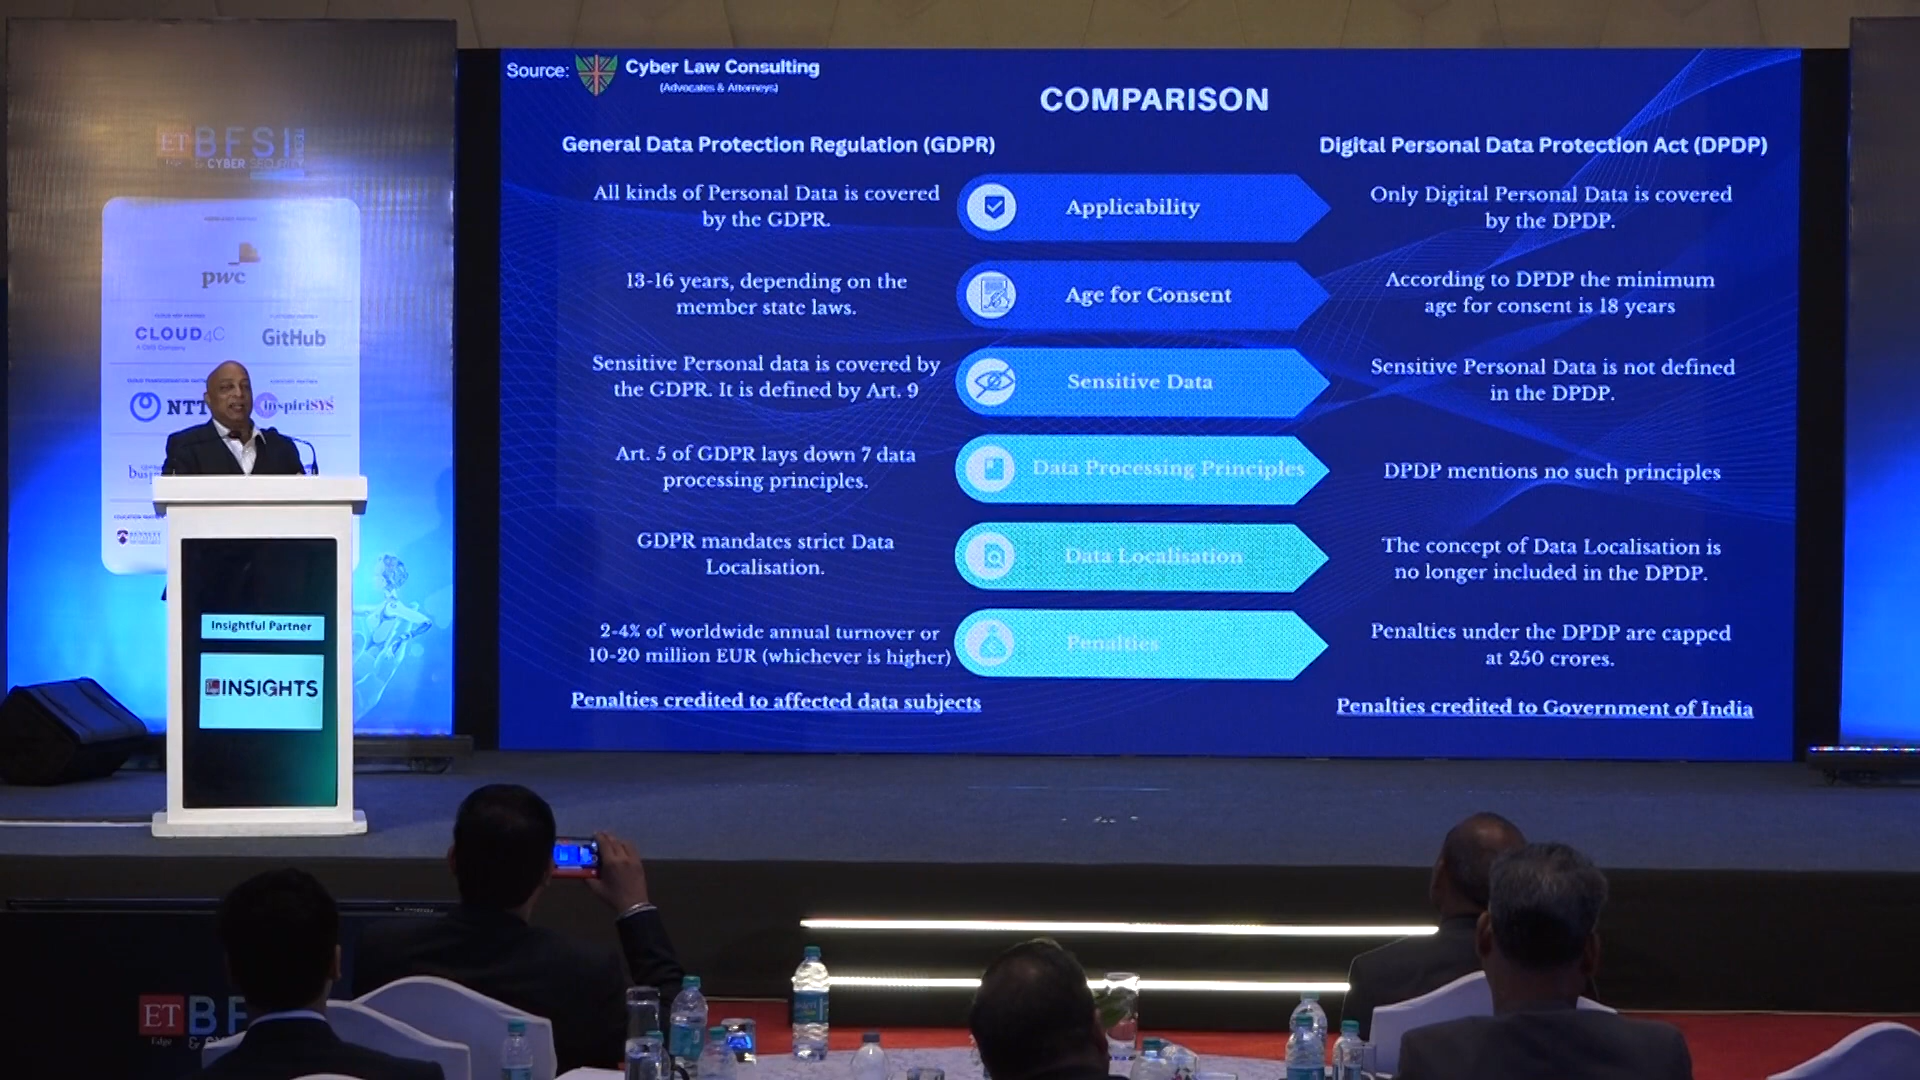 Source:
Cyber Law Consulting
(Advocates & Attorneys)
COMPARISON
General Data Protection Regulation (GDPR)
Digital Personal Data Protection Act (DPDP)
All kinds of Personal Data is covered
by the GDPR.
Applicability
Only Digital Personal Data is covered
by the DPDP.
13-16 years, depending on the
member state laws.
Age for Consent
According to DPDP the minimum
age for consent is 18 years
Sensitive Personal data is covered by
the GDPR. It is defined by Art. 9
Sensitive Data
Sensitive Personal Data is not defined
in the DPDP.
Art. 5 of GDPR lays down 7 data
processing principles.
Data Processing Principles
DPDP mentions no such principles
GDPR mandates strict Data
Localisation.
Data Localisation
The concept of Data Localisation is
no longer included in the DPDP.
2-4% of worldwide annual turnover or
10-20 million EUR (whichever is higher)
Penalties
Penalties under the DPDP are capped
at 250 crores.
Penalties credited to affected data subjects
Penalties credited to Government of India
ET BFSI
Edge & CYBER SECURITY
pwc
CLOUD4C
GitHub
NTT
inspiriSYS
BENNETT
Insightful Partner
INSIGHTS
ET BF
Edge &